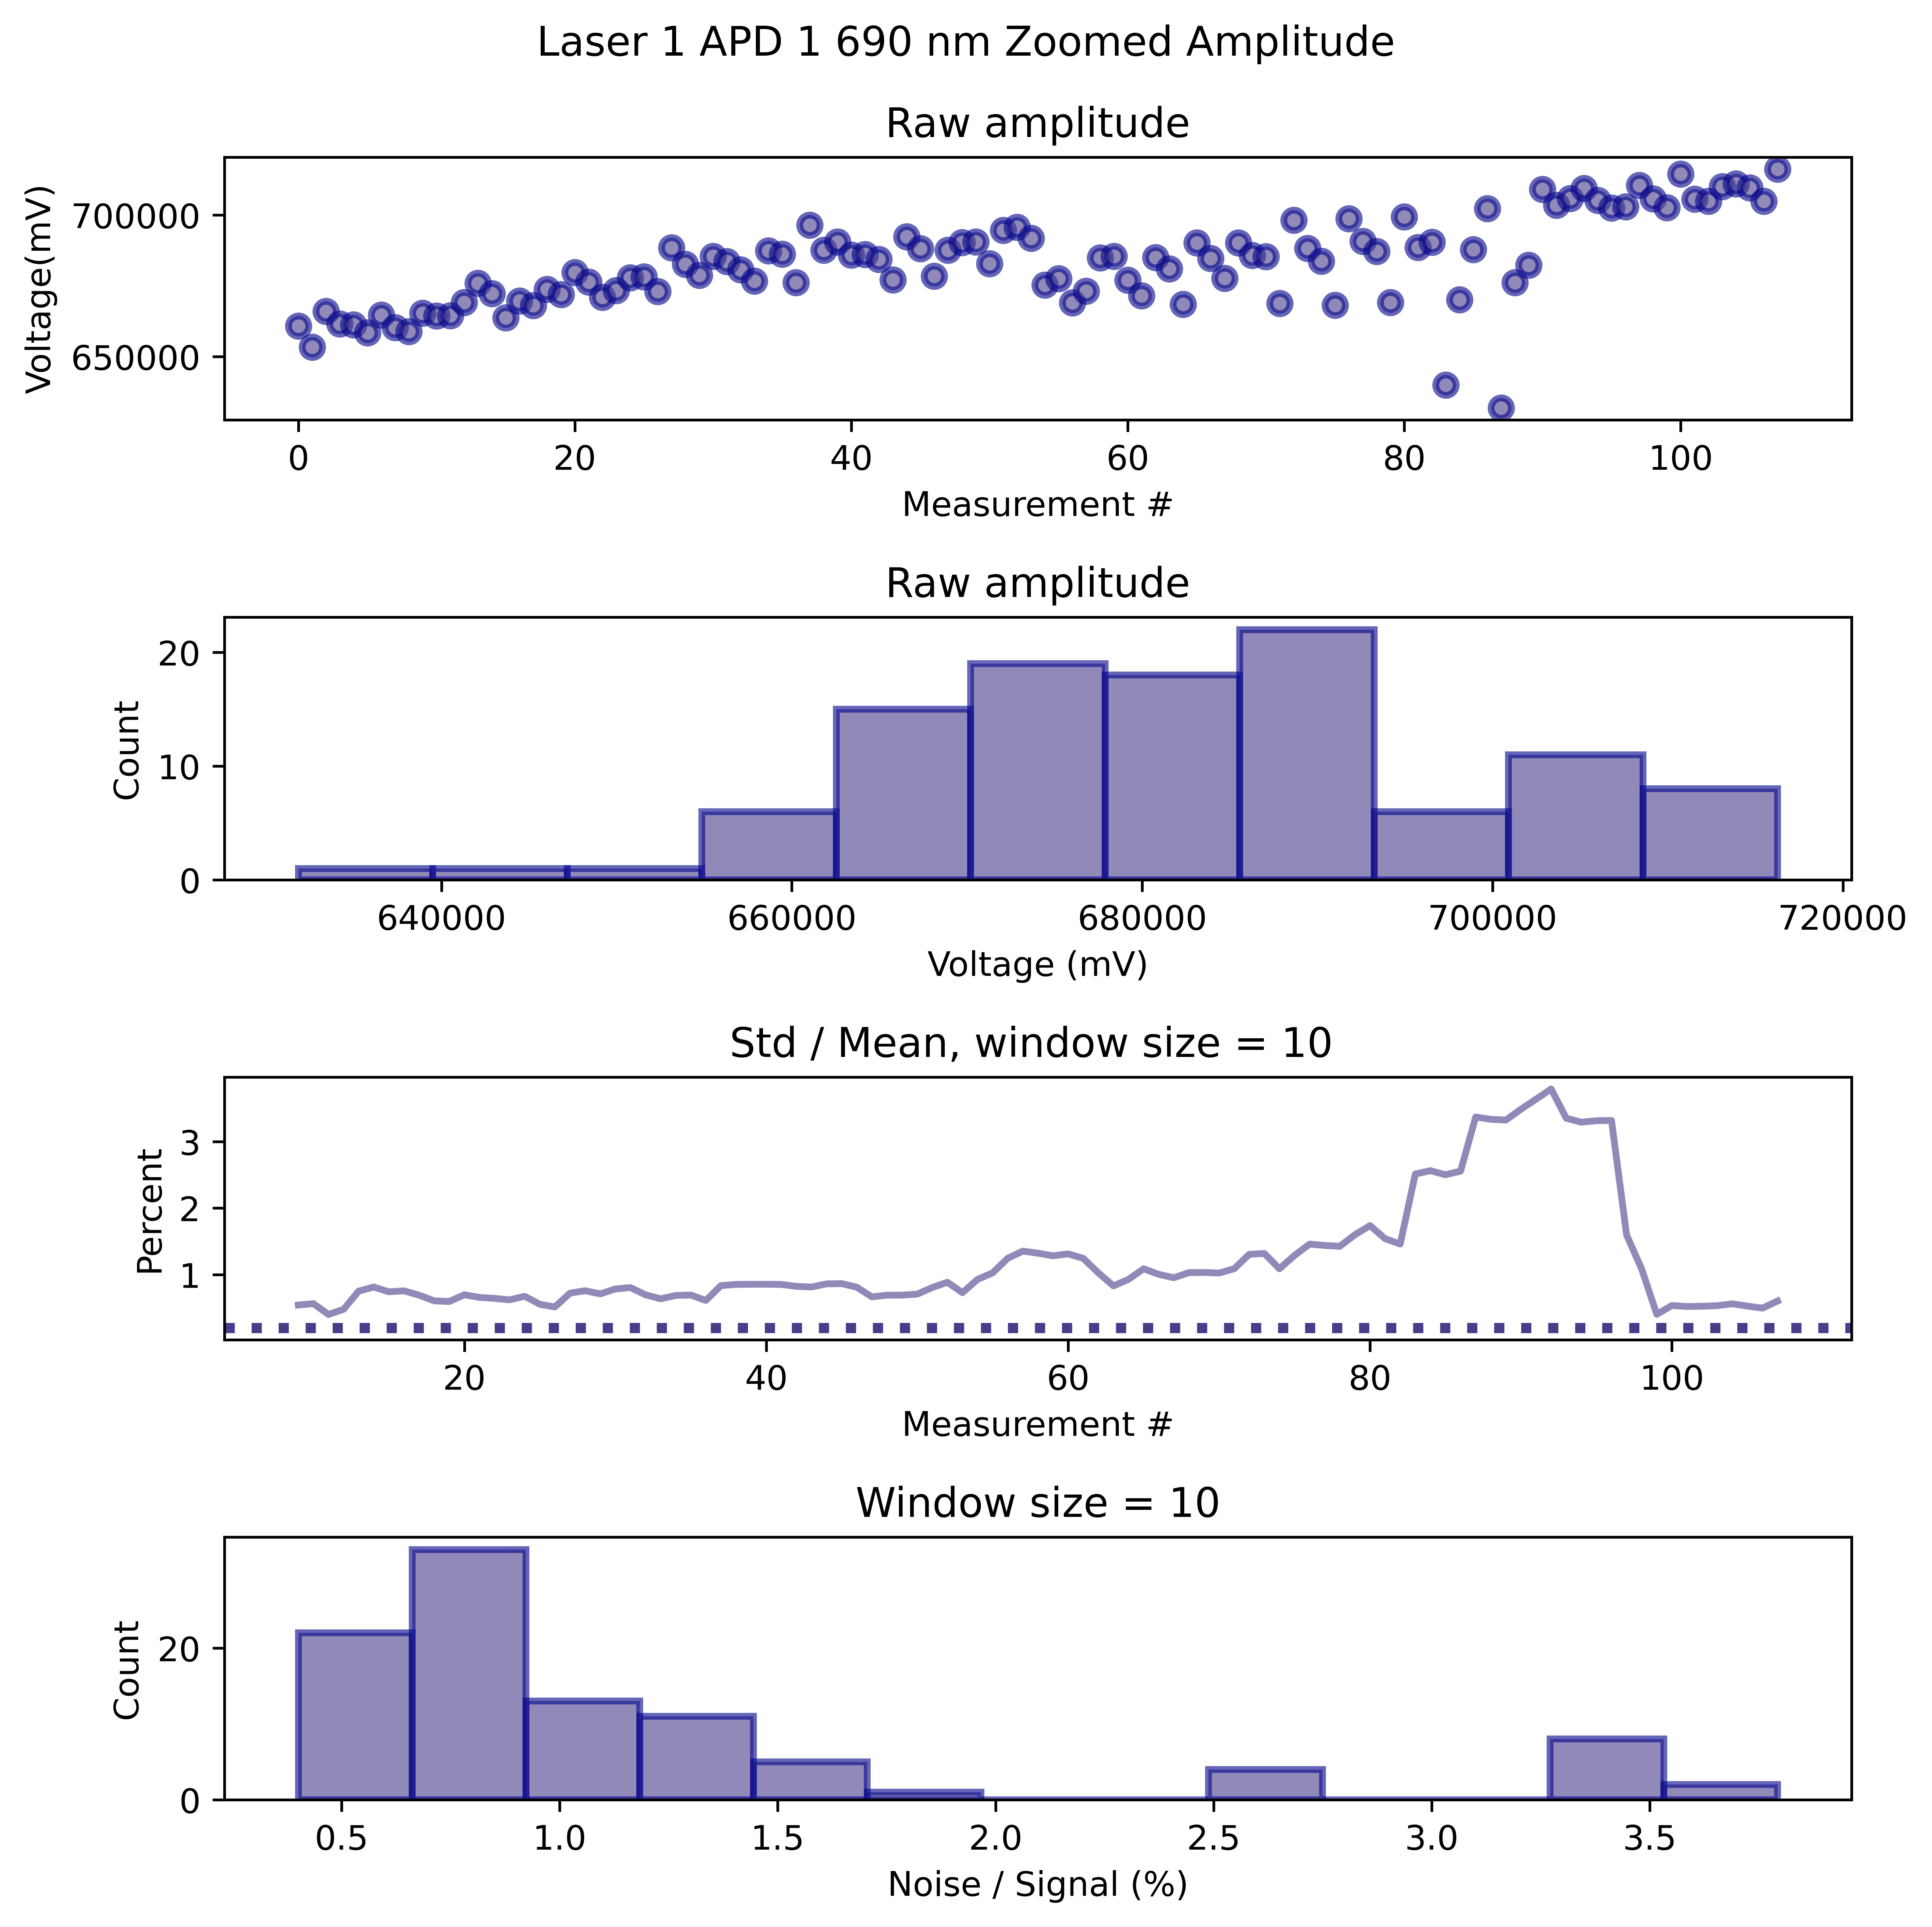 Laser 1 APD 1 690 nm Zoomed Amplitude
Raw amplitude
Voltage(mV)
700000
650000
0 20 40 60 80 100
Measurement #
Raw amplitude
Count
20
10
0
640000 660000 680000 700000 720000
Voltage (mV)
Std / Mean, window size = 10
Percent
3
2
1
20 40 60 80 100
Measurement #
Window size = 10
Count
20
0
0.5 1.0 1.5 2.0 2.5 3.0 3.5
Noise / Signal (%)